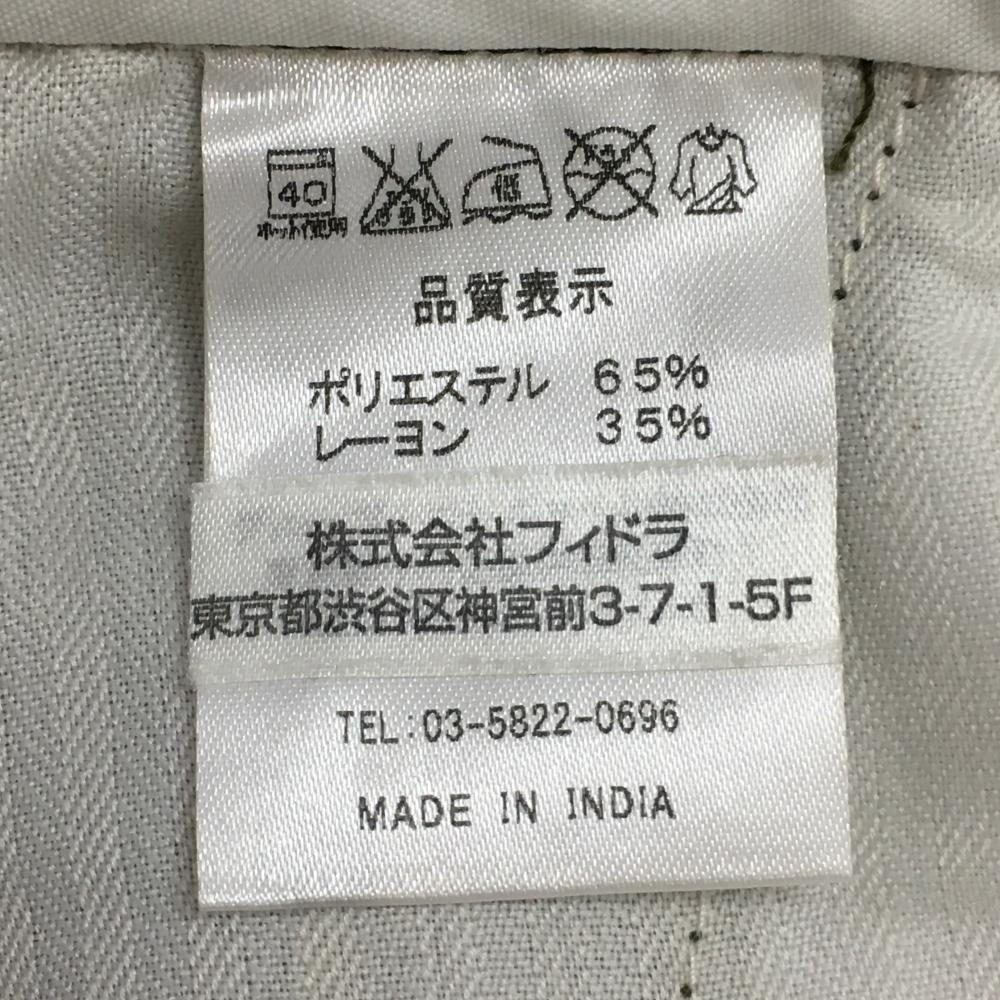 40
ネット使用
低
品質表示
ポリエステル 65%
レーヨン 35%
株式会社フィドラ
東京都渋谷区神宮前3-7-1-5F
TEL:03-5822-0696
MADE IN INDIA